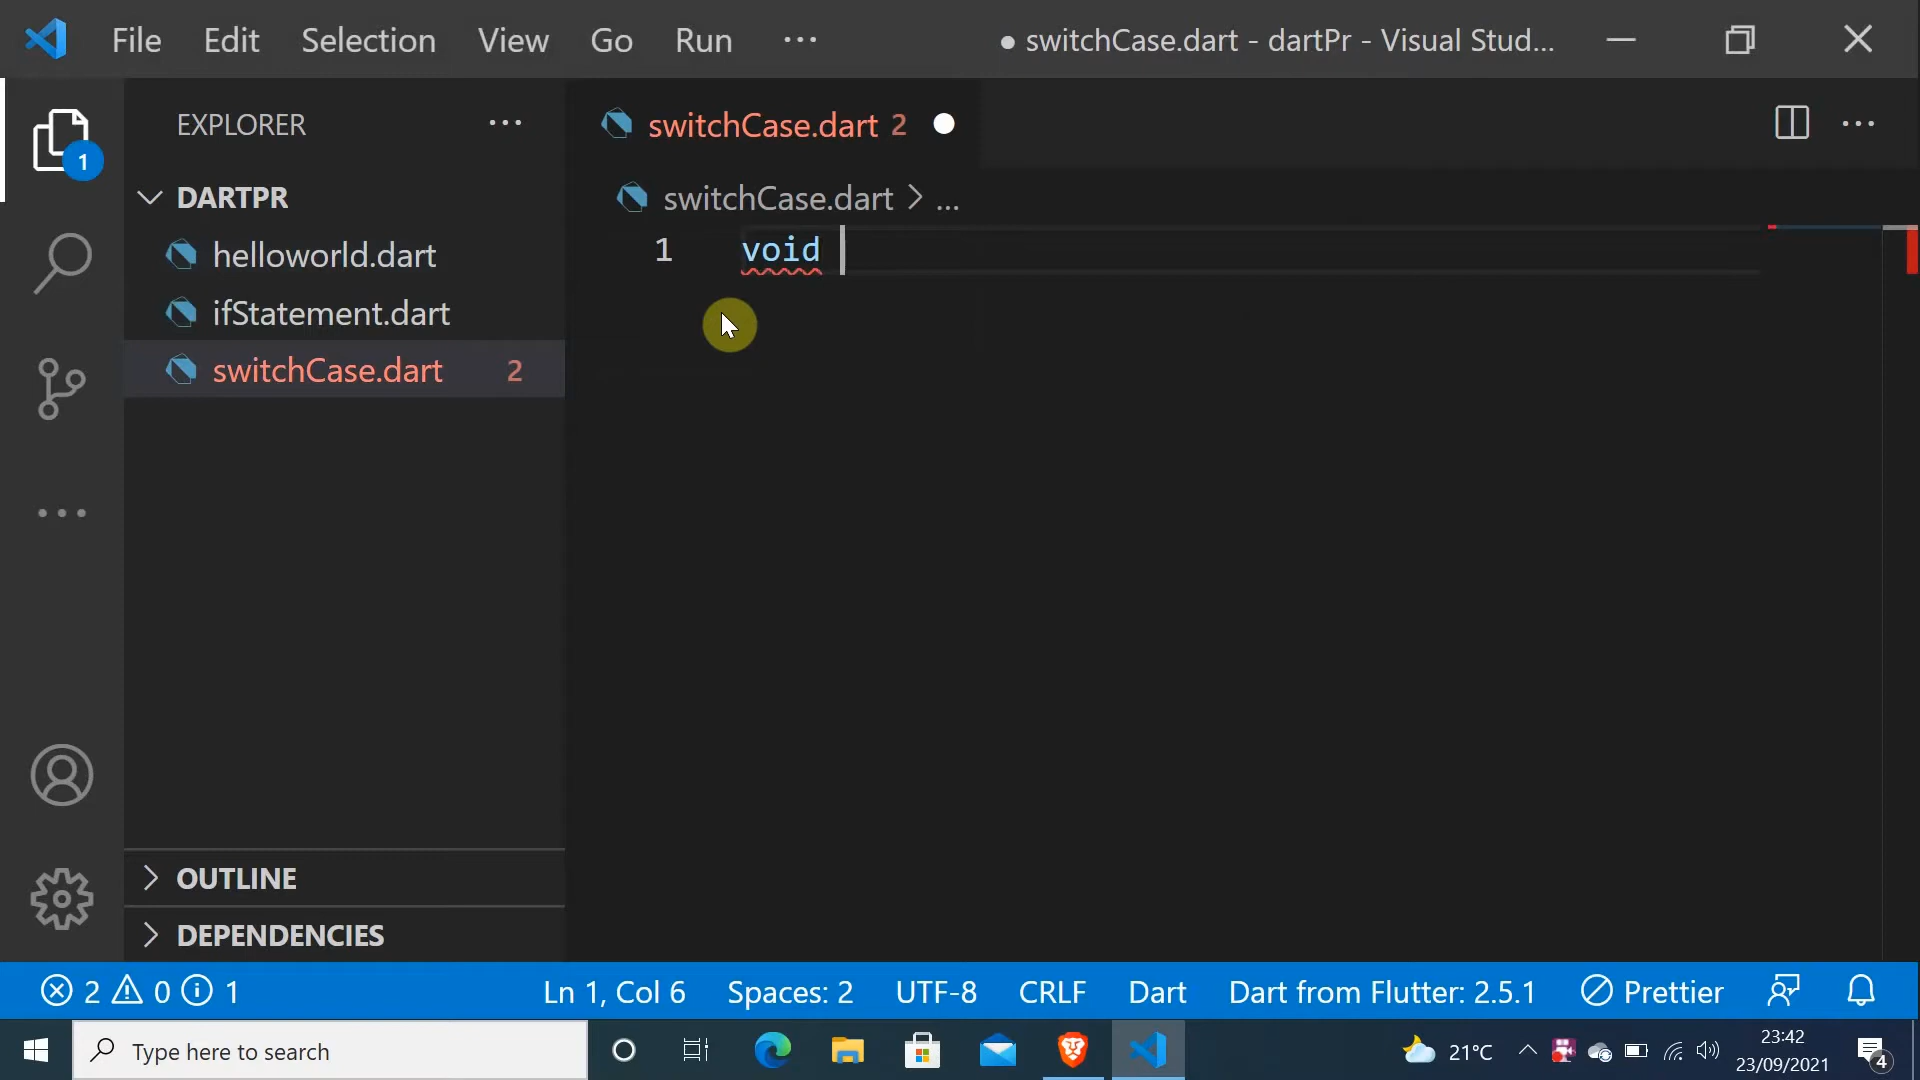 File Edit Selection View Go Run ...
● switchCase.dart - dartPr - Visual Stud...
EXPLORER ...
1
DARTPR
helloworld.dart
ifStatement.dart
switchCase.dart 2
OUTLINE
DEPENDENCIES
switchCase.dart 2 ●
switchCase.dart > ...
1 void
2 0 1
Ln 1, Col 6 Spaces: 2 UTF-8 CRLF Dart Dart from Flutter: 2.5.1 Prettier
Type here to search
21°C
23:42
23/09/2021
4